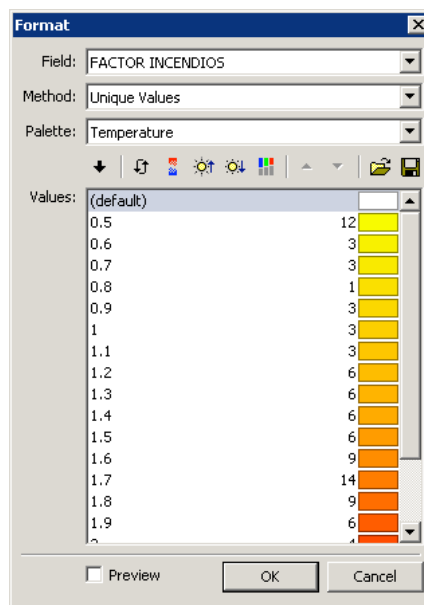 Format
Field: FACTOR INCENDIOS
Method: Unique Values
Palette: Temperature
Values: (default)
0.5 12
0.6 3
0.7 3
0.8 1
0.9 3
1 3
1.1 3
1.2 6
1.3 6
1.4 6
1.5 6
1.6 9
1.7 14
1.8 9
1.9 6
Preview OK Cancel